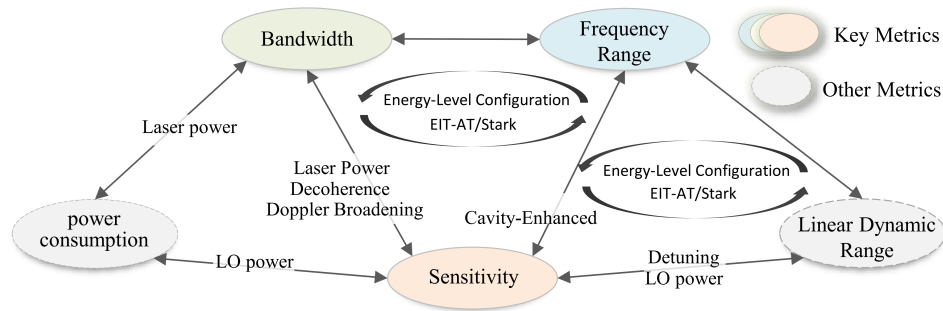 Bandwidth
Frequency
Range
Key Metrics
Other Metrics
Energy-Level Configuration
EIT-AT/Stark
Laser power
Laser Power
Decoherence
Doppler Broadening
Energy-Level Configuration
EIT-AT/Stark
Cavity-Enhanced
power
consumption
Linear Dynamic
Range
LO power
Sensitivity
Detuning
LO power